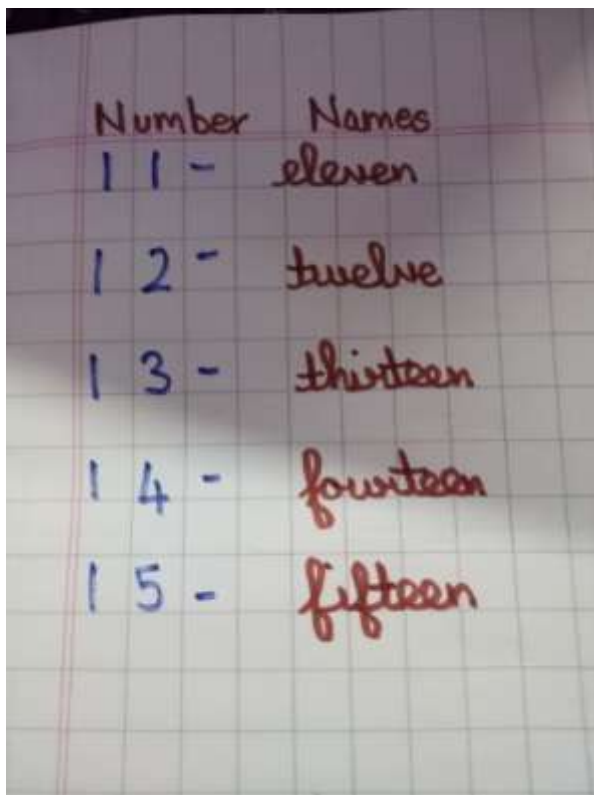 Number Names
11- eleven
12- twelve
13- thirteen
14- fourteen
15- fifteen